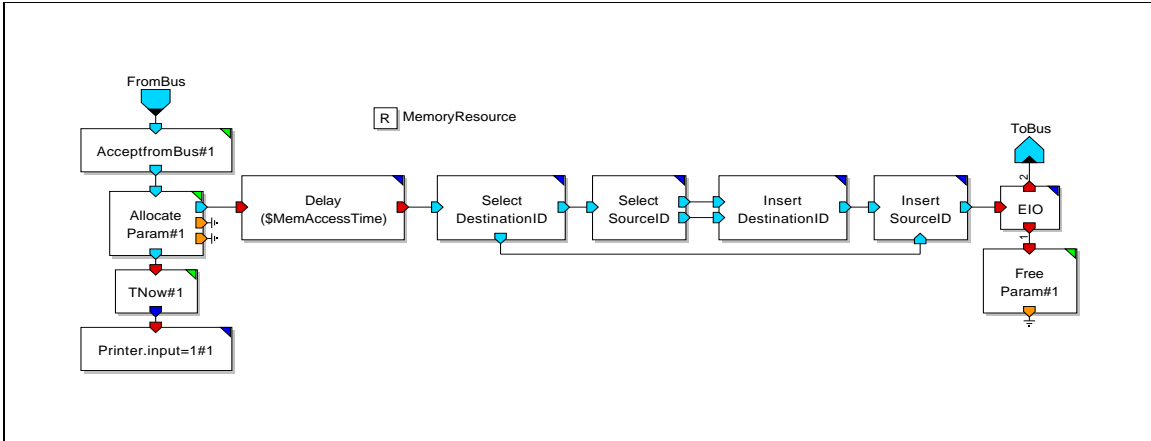 FromBus
R MemoryResource
ToBus
AcceptfromBus#1
Allocate
Param#1
Delay
($MemAccessTime)
Select
DestinationID
Select
SourceID
Insert
DestinationID
Insert
SourceID
2
EIO
1
TNow#1
Free
Param#1
Printer.input=1#1